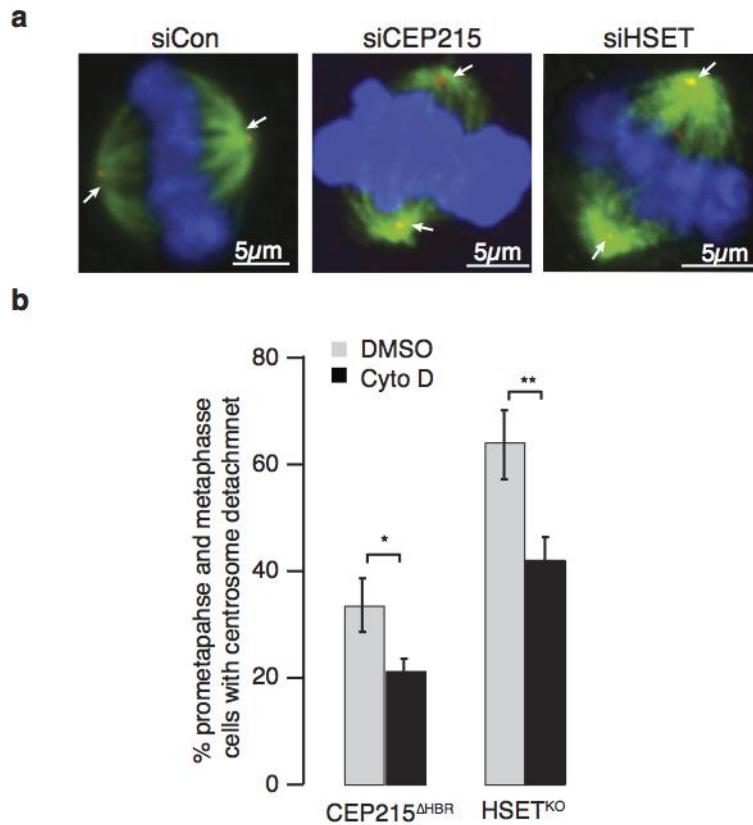 a
siCon
siCEP215
siHSET
5µm
5µm
5µm
b
DMSO
Cyto D
% prometapahse and metaphasse
cells with centrosome detachmnet
80
60
40
20
0
*
**
CEP215ΔHBR
HSETKO